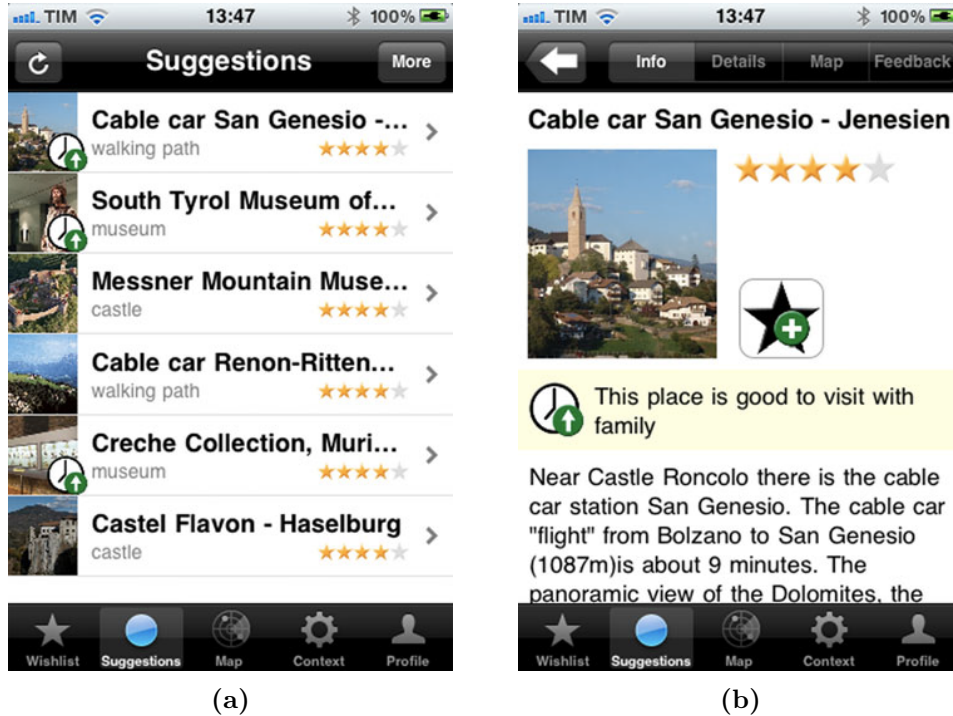 TIM 13:47 100%
Suggestions More
Cable car San Genesio -...
walking path
South Tyrol Museum of...
museum
Messner Mountain Muse...
castle
Cable car Renon-Ritten...
walking path
Creche Collection, Muri...
museum
Castel Flavon - Haselburg
castle
Wishlist Suggestions Map Context Profile
(a)
TIM 13:47 100%
Info Details Map Feedback
Cable car San Genesio - Jenesien
This place is good to visit with
family
Near Castle Roncolo there is the cable
car station San Genesio. The cable car
"flight" from Bolzano to San Genesio
(1087m)is about 9 minutes. The
panoramic view of the Dolomites, the
Wishlist Suggestions Map Context Profile
(b)